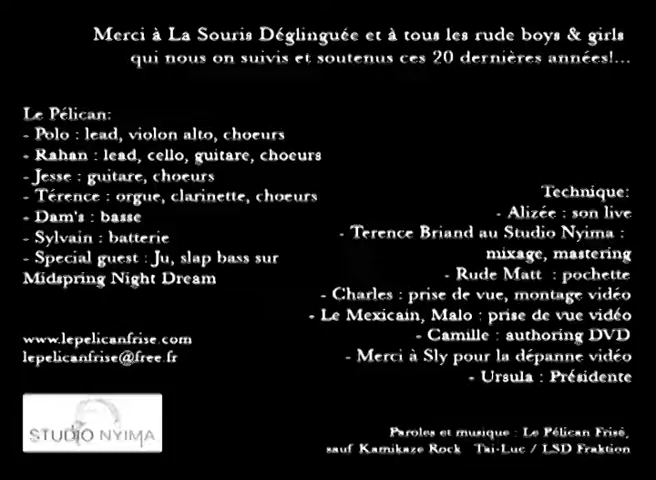 Merci à La Souris Déglinguée et à tous les rude boys & girls
qui nous on suivis et soutenus ces 20 dernières années!...
Le Pélican:
- Polo : lead, violon alto, choeurs
- Rahan : lead, cello, guitare, choeurs
- Jesse : guitare, choeurs
- Térence : orgue, clarinette, choeurs
- Dam's : basse
- Sylvain : batterie
- Special guest : Ju, slap bass sur
Midspring Night Dream
www.lepelicanfrise.com
lepelicanfrise@free.fr
STUDIO NYIMA
Technique:
- Alizée : son live
- Terence Briand au Studio Nyima :
mixage, mastering
- Rude Matt : pochette
- Charles : prise de vue, montage vidéo
- Le Mexicain, Malo : prise de vue vidéo
- Camille : authoring DVD
- Merci à Sly pour la dépanne vidéo
- Ursula : Présidente
Paroles et musique : Le Pélican Frisé,
sauf Kamikaze Rock Tai-Luc / LSD Fraktion